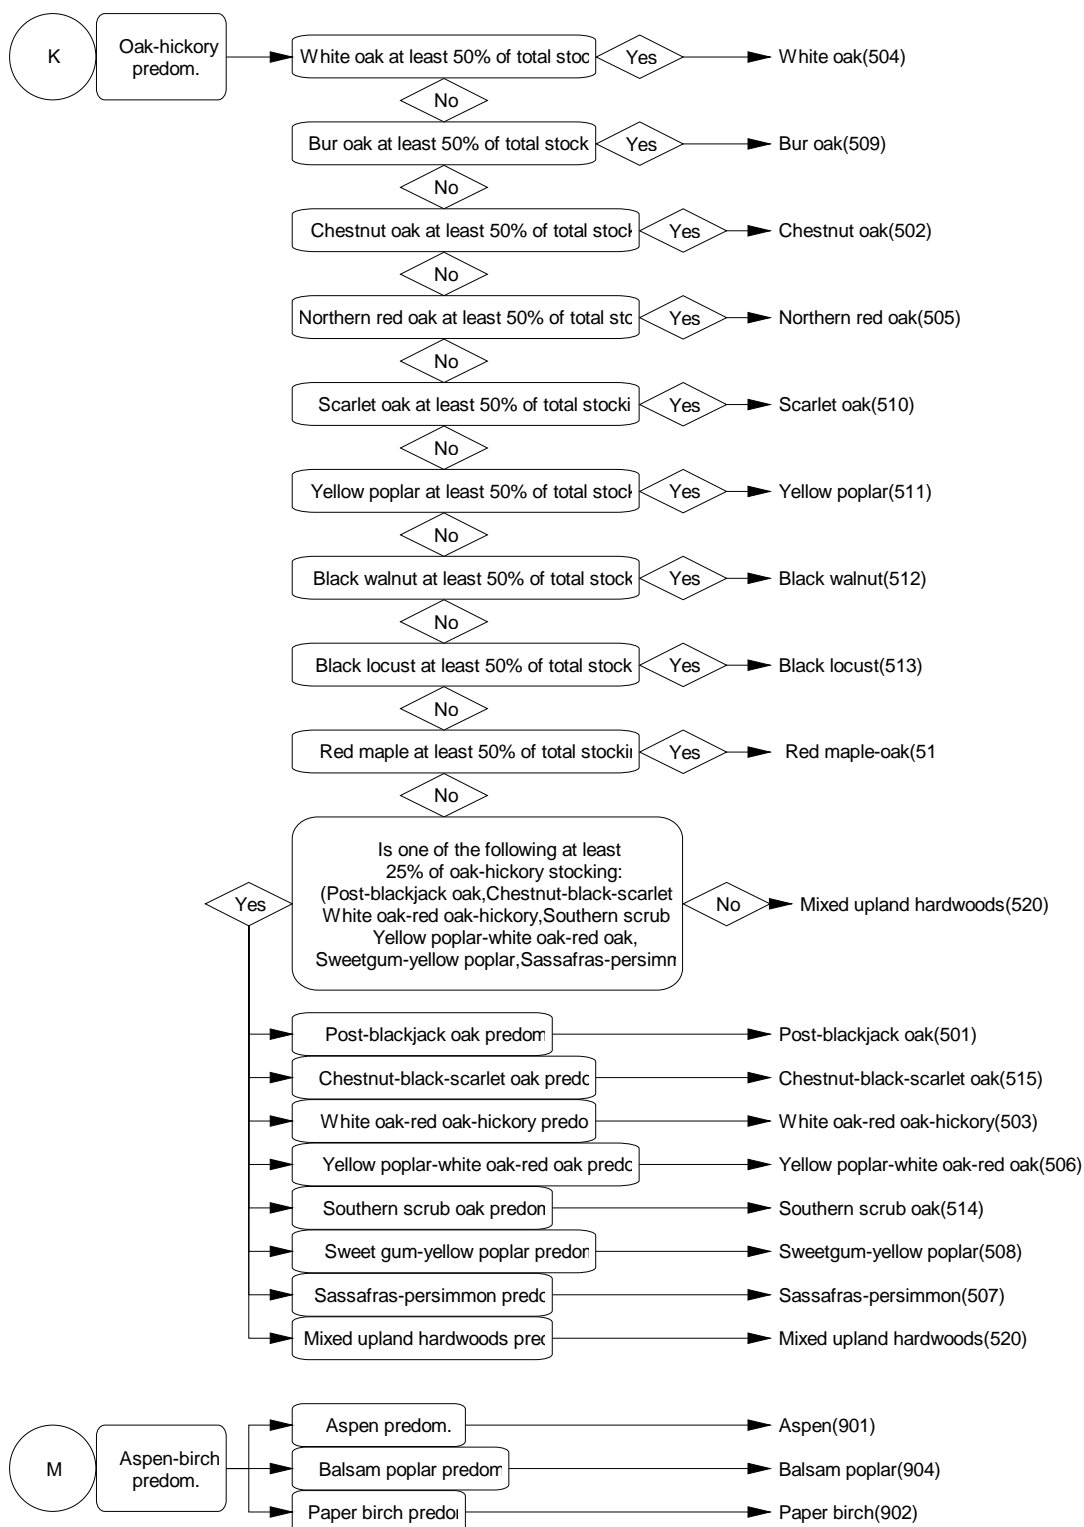 K
Oak-hickory
predom.
White oak at least 50% of total stoc
Yes
White oak(504)
No
Bur oak at least 50% of total stock
Yes
Bur oak(509)
No
Chestnut oak at least 50% of total stock
Yes
Chestnut oak(502)
No
Northern red oak at least 50% of total stc
Yes
Northern red oak(505)
No
Scarlet oak at least 50% of total stocki
Yes
Scarlet oak(510)
No
Yellow poplar at least 50% of total stock
Yes
Yellow poplar(511)
No
Black walnut at least 50% of total stock
Yes
Black walnut(512)
No
Black locust at least 50% of total stock
Yes
Black locust(513)
No
Red maple at least 50% of total stockin
Yes
Red maple-oak(51
No
Is one of the following at least
25% of oak-hickory stocking:
(Post-blackjack oak,Chestnut-black-scarlet
White oak-red oak-hickory,Southern scrub
Yellow poplar-white oak-red oak,
Sweetgum-yellow poplar,Sassafras-persimm
Yes
No
Mixed upland hardwoods(520)
Post-blackjack oak predom
Post-blackjack oak(501)
Chestnut-black-scarlet oak predc
Chestnut-black-scarlet oak(515)
White oak-red oak-hickory predo
White oak-red oak-hickory(503)
Yellow poplar-white oak-red oak predc
Yellow poplar-white oak-red oak(506)
Southern scrub oak predom
Southern scrub oak(514)
Sweet gum-yellow poplar predom
Sweetgum-yellow poplar(508)
Sassafras-persimmon predc
Sassafras-persimmon(507)
Mixed upland hardwoods prec
Mixed upland hardwoods(520)
M
Aspen-birch
predom.
Aspen predom.
Aspen(901)
Balsam poplar predom
Balsam poplar(904)
Paper birch predom
Paper birch(902)